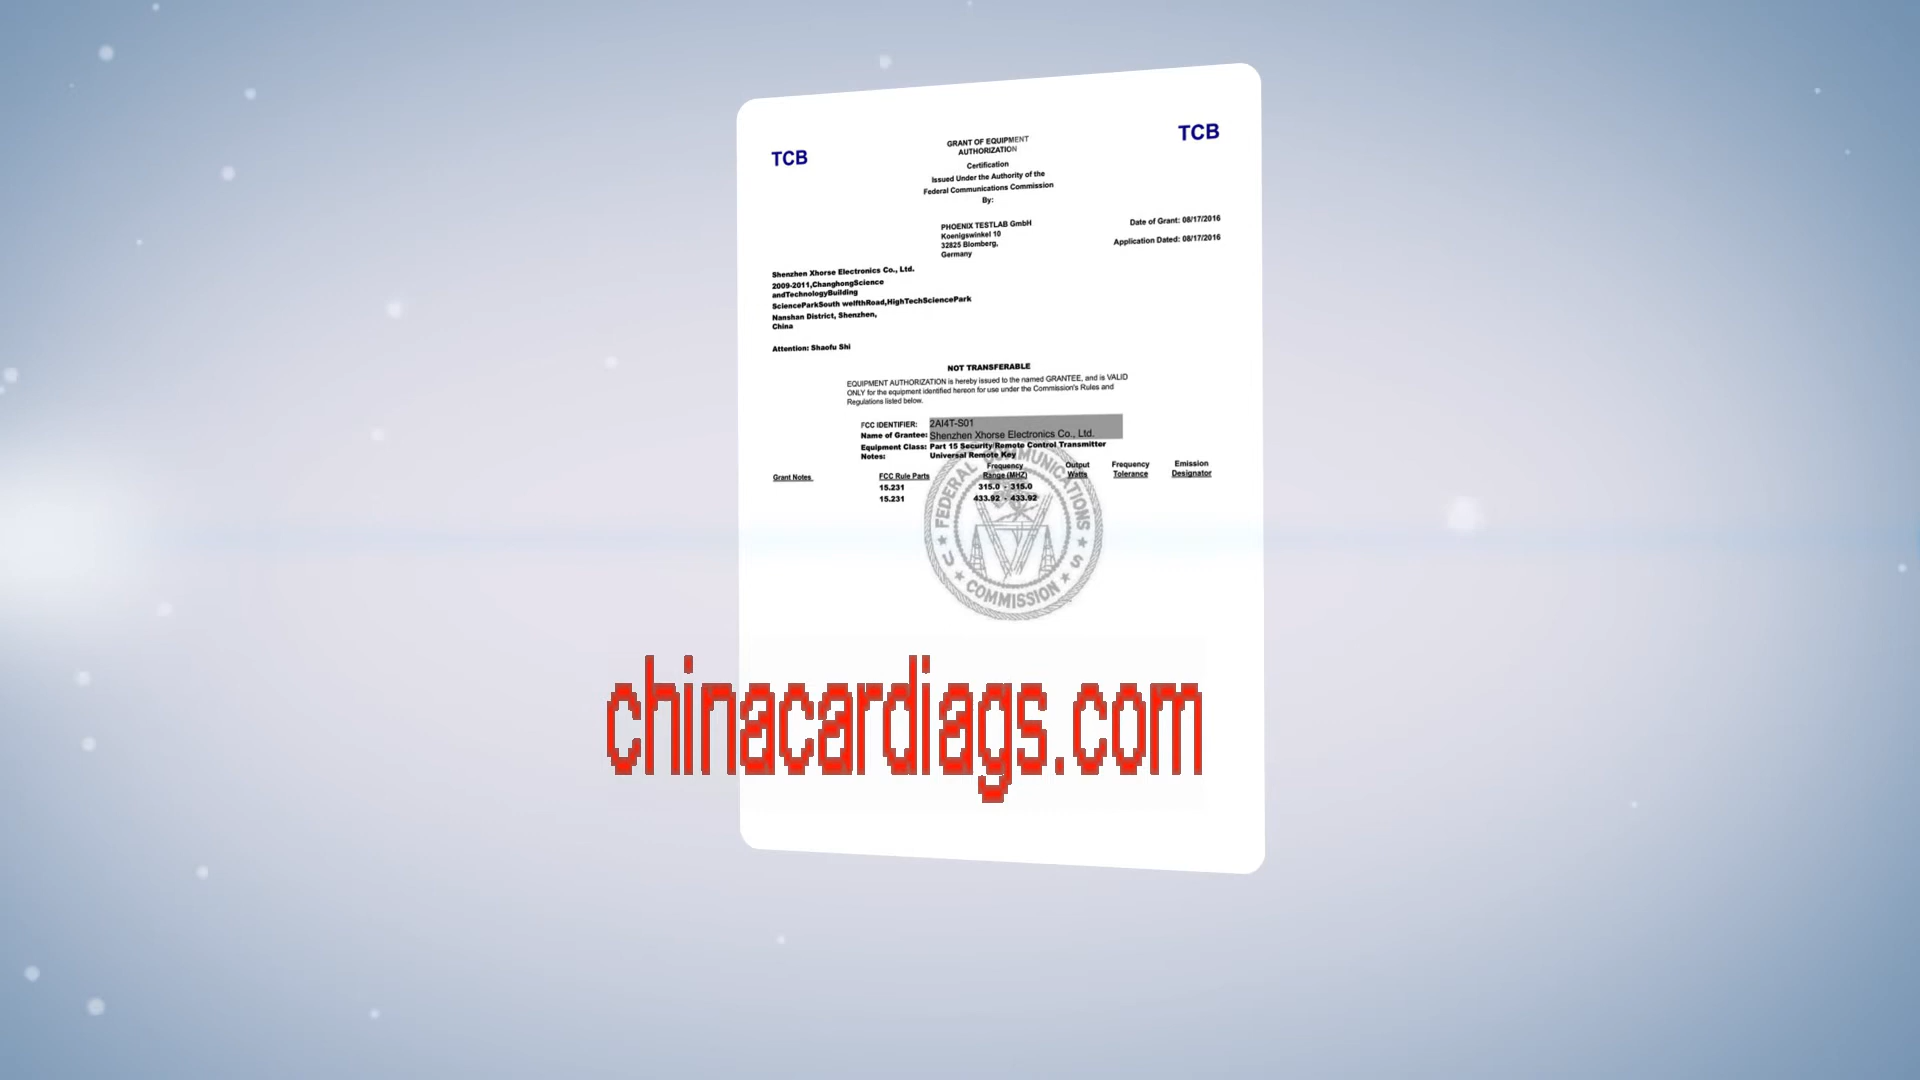 TCB
TCB
GRANT OF EQUIPMENT
AUTHORIZATION
Certification
Issued Under the Authority of the
Federal Communications Commission
By:
PHOENIX TESTLAB GmbH
Koenigswinkel 10
32825 Blomberg,
Germany
Date of Grant: 08/17/2016
Application Dated: 08/17/2016
Shenzhen Xhorse Electronics Co., Ltd.
2009-2011,ChanghongScience
andTechnologyBuilding
ScienceParkSouth welfthRoad,HighTechSciencePark
Nanshan District, Shenzhen,
China
Attention: Shaofu Shi
NOT TRANSFERABLE
EQUIPMENT AUTHORIZATION is hereby issued to the named GRANTEE, and is VALID
ONLY for the equipment identified hereon for use under the Commission's Rules and
Regulations listed below.
FCC IDENTIFIER: 2AI4T-S01
Name of Grantee: Shenzhen Xhorse Electronics Co., Ltd.
Equipment Class: Part 15 Security/Remote Control Transmitter
Notes: Universal Remote Key
Grant Notes FCC Rule Parts Frequency Range (MHZ) Output Watts Frequency Tolerance Emission Designator
15.231 315.0 - 315.0
15.231 433.92 - 433.92
FEDERAL COMMUNICATIONS COMMISSION
U S
chinacardiags.com